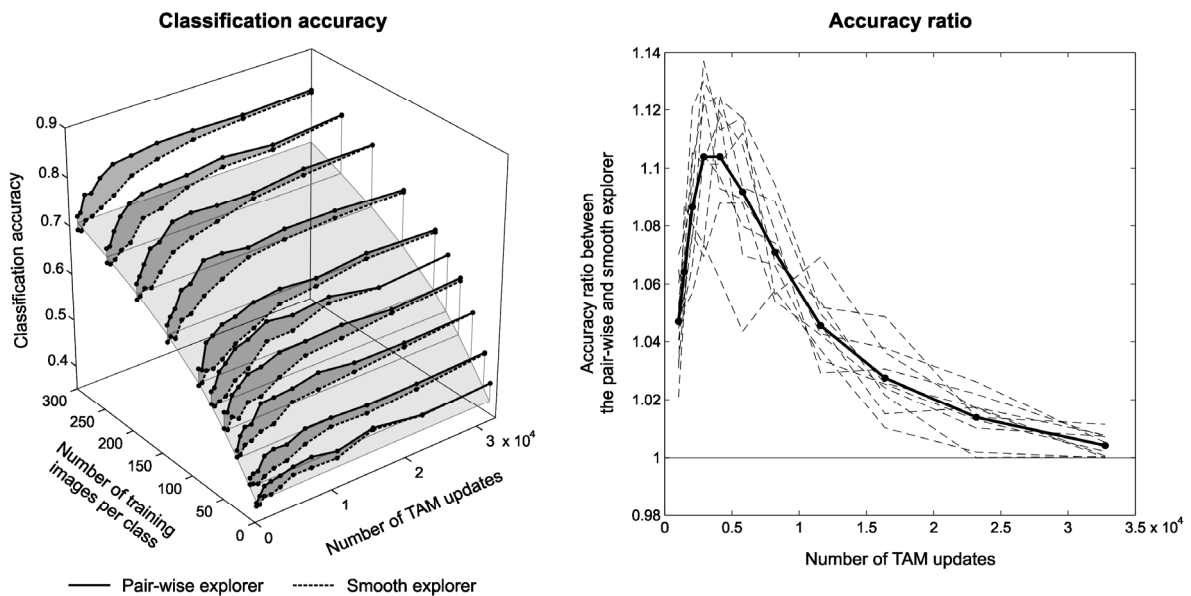 Classification accuracy
0.9
0.8
0.7
0.6
0.5
0.4
Classification accuracy
300
250
200
150
100
50
0
Number of training
images per class
0
1
2
3 x 10^4
Number of TAM updates
Pair-wise explorer
Smooth explorer
Accuracy ratio
1.14
1.12
1.1
1.08
1.06
1.04
1.02
1
0.98
Accuracy ratio between
the pair-wise and smooth explorer
0
0.5
1
1.5
2
2.5
3
3.5 x 10^4
Number of TAM updates